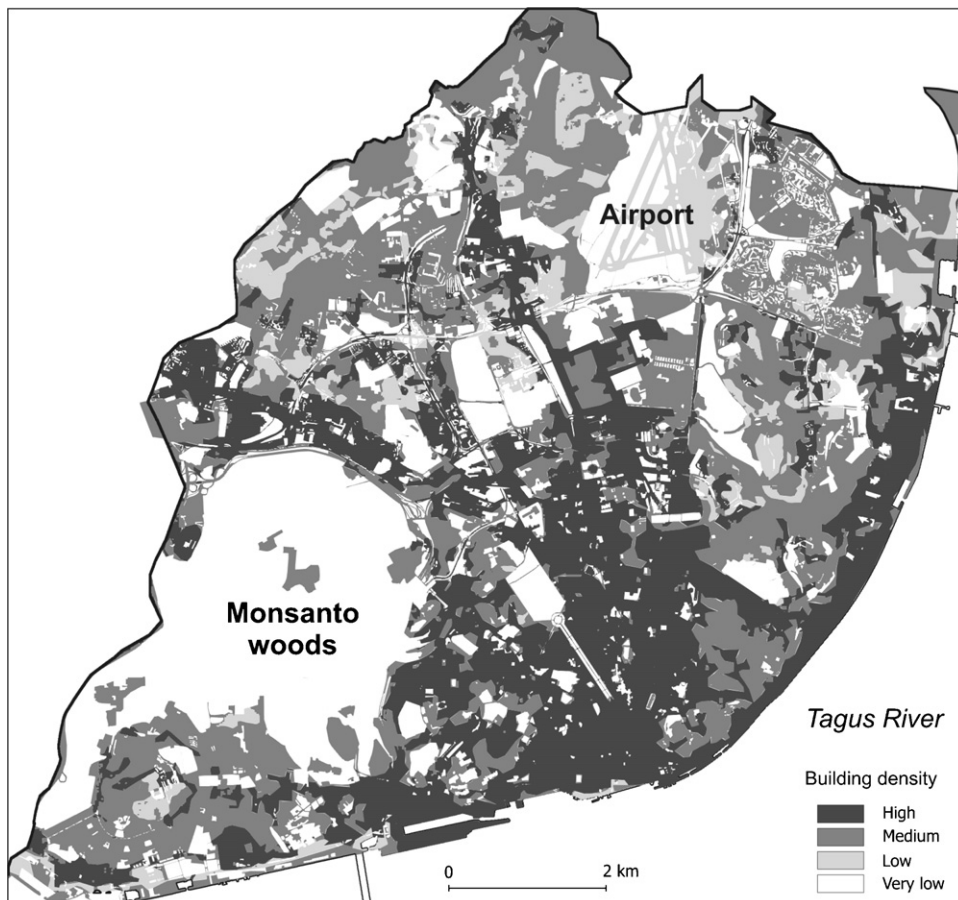 Airport
Monsanto
woods
Tagus River
Building density
High
Medium
Low
Very low
0 2 km